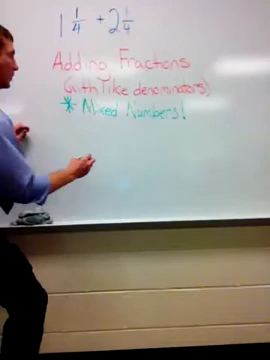 1 1/4 + 2 1/4
Adding Fractions
(with like denominators)
* Mixed Numbers!